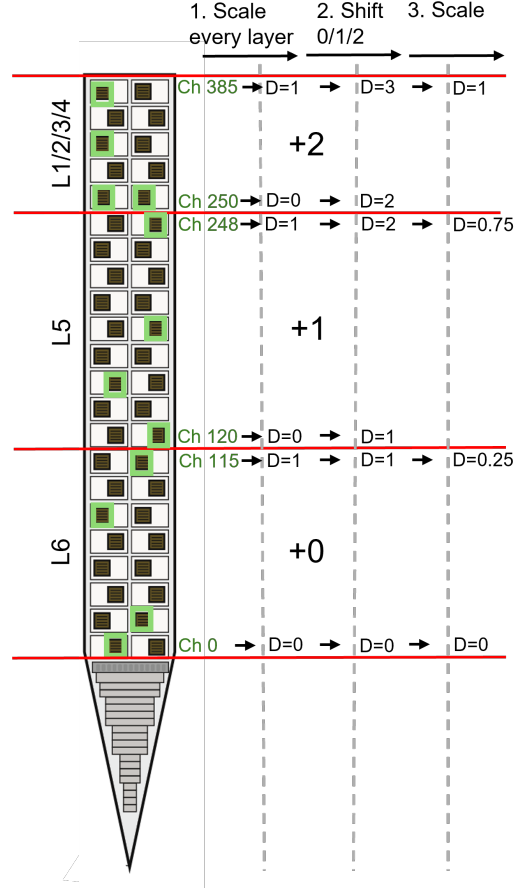 1. Scale
every layer
2. Shift
0/1/2
3. Scale
L1/2/3/4
Ch 385
D=1
D=3
D=1
+2
Ch 250
D=0
D=2
L5
Ch 248
D=1
D=2
D=0.75
+1
Ch 120
D=0
D=1
L6
Ch 115
D=1
D=1
D=0.25
+0
Ch 0
D=0
D=0
D=0